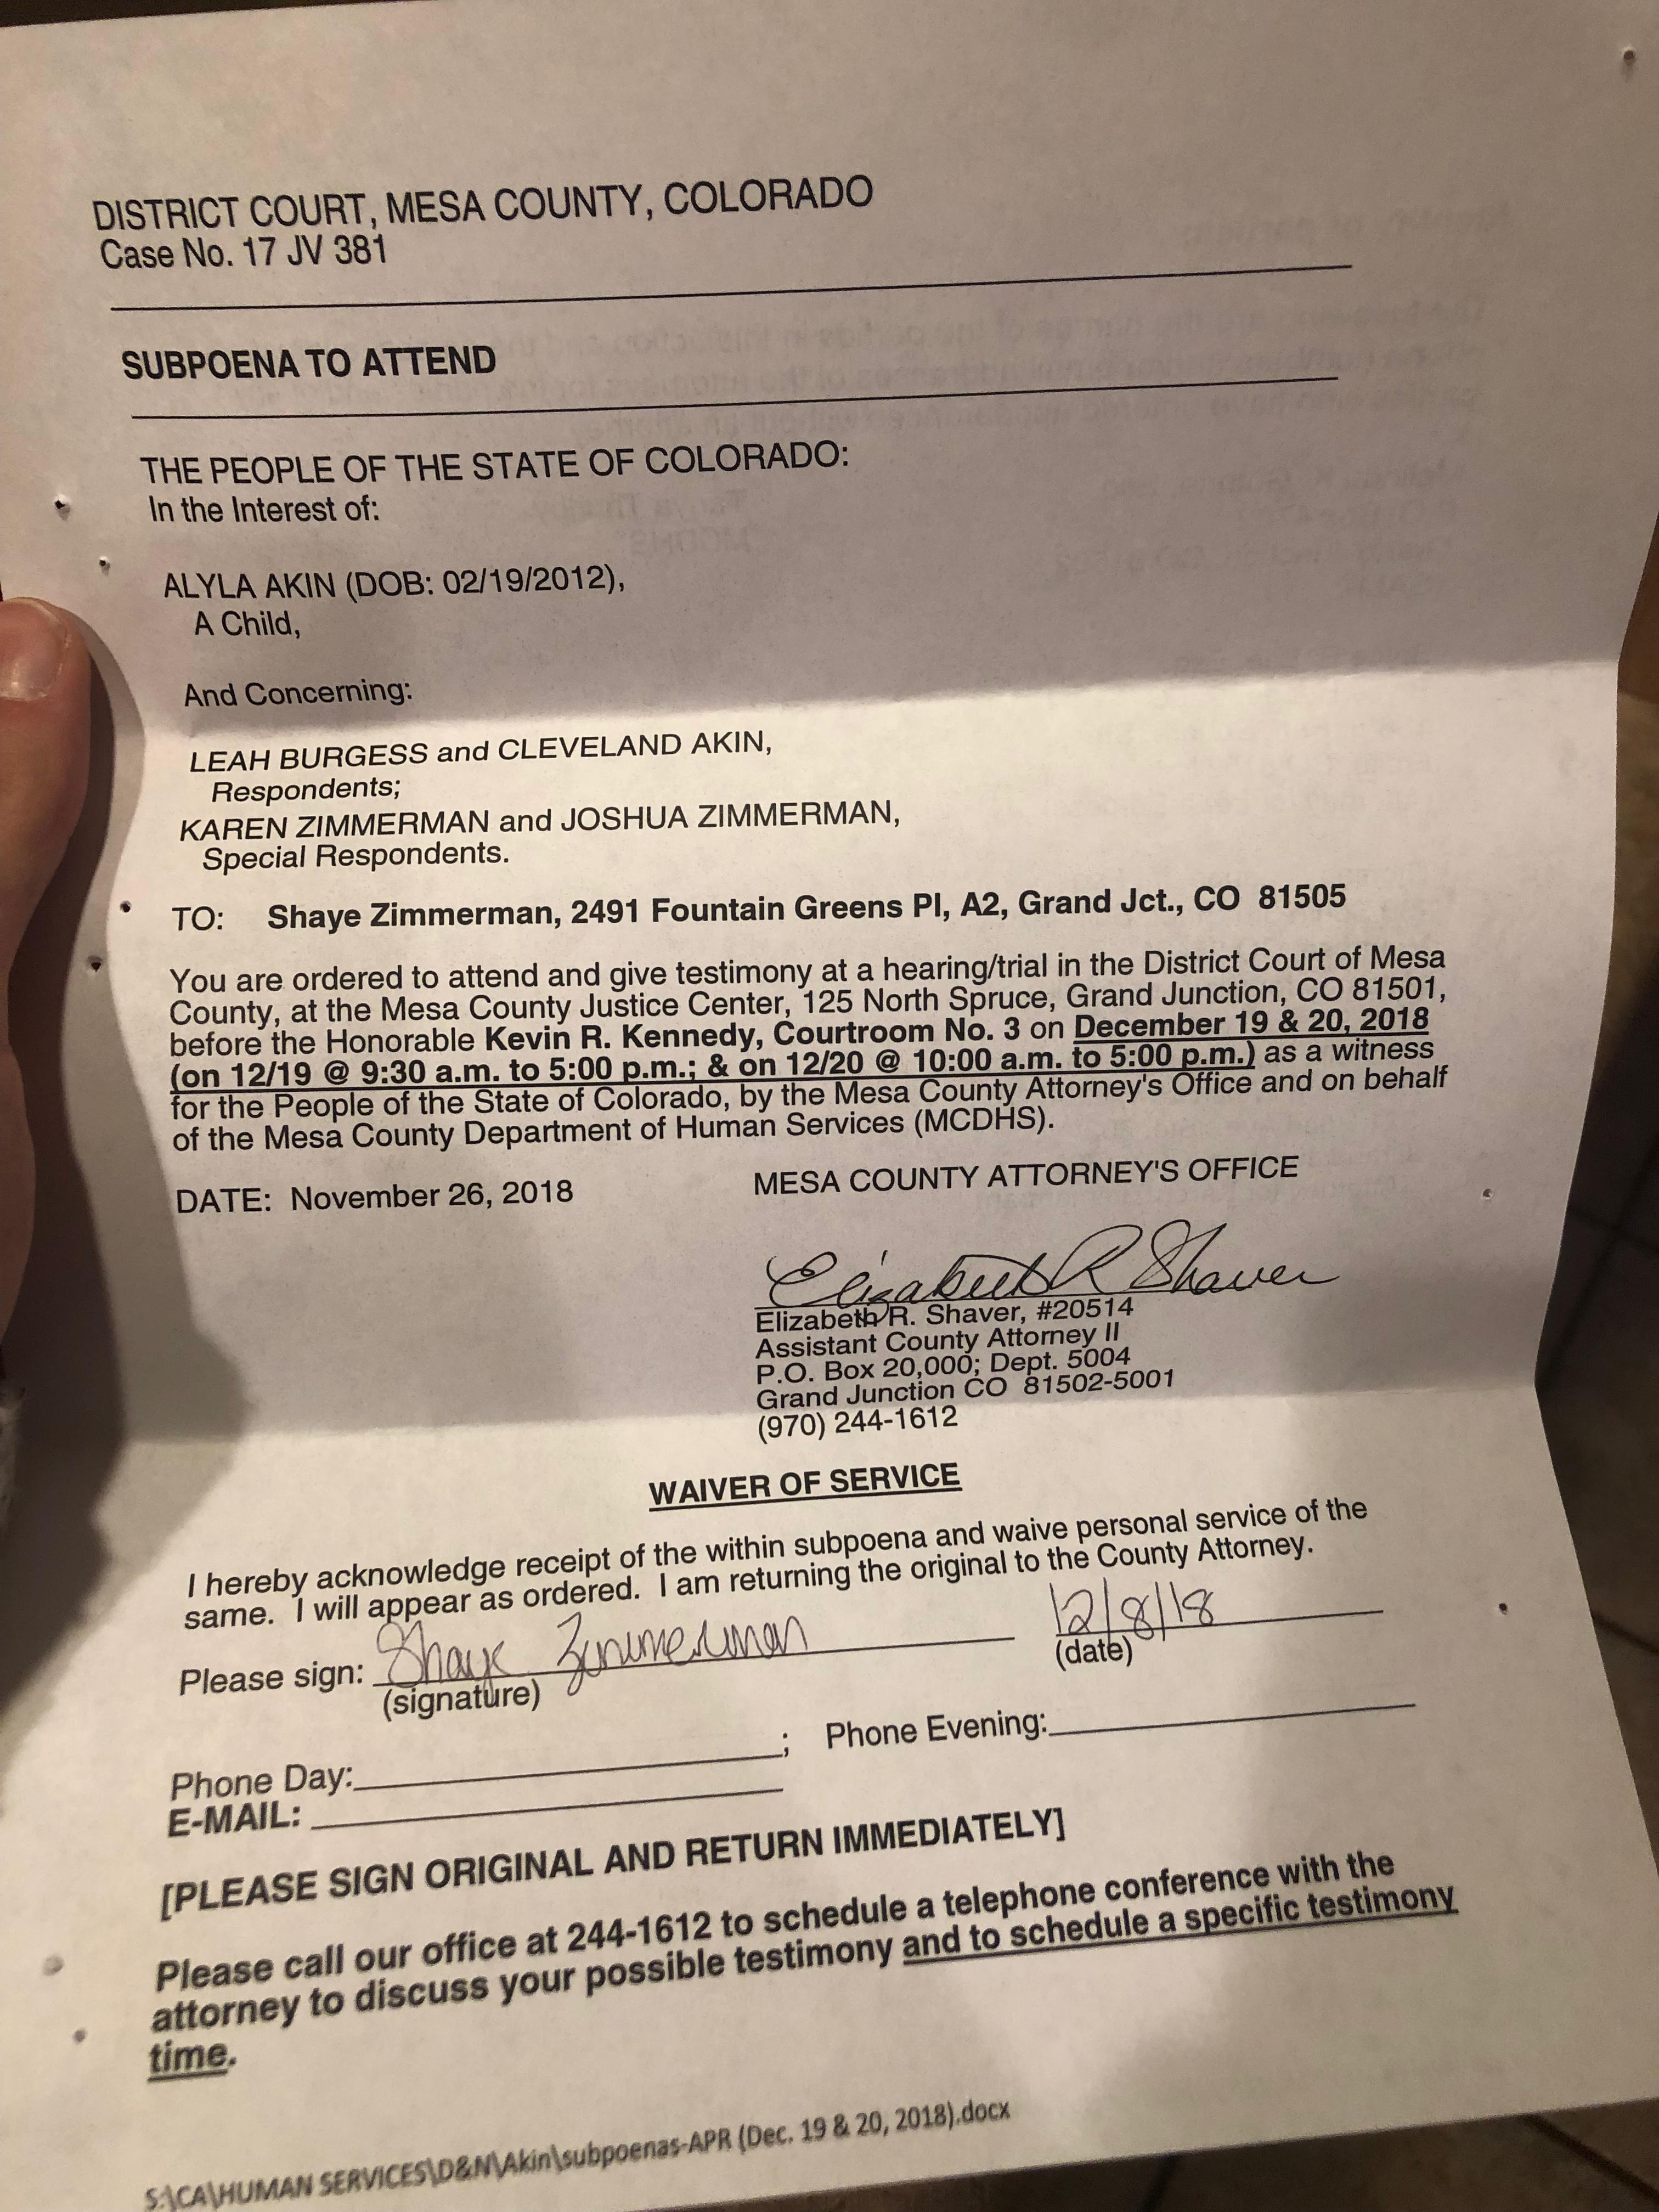 DISTRICT COURT, MESA COUNTY, COLORADO
Case No. 17 JV 381
SUBPOENA TO ATTEND
THE PEOPLE OF THE STATE OF COLORADO:
In the Interest of:
ALYLA AKIN (DOB: 02/19/2012),
A Child,
And Concerning:
LEAH BURGESS and CLEVELAND AKIN,
Respondents;
KAREN ZIMMERMAN and JOSHUA ZIMMERMAN,
Special Respondents.
TO: Shaye Zimmerman, 2491 Fountain Greens Pl, A2, Grand Jct., CO 81505
You are ordered to attend and give testimony at a hearing/trial in the District Court of Mesa
County, at the Mesa County Justice Center, 125 North Spruce, Grand Junction, CO 81501,
before the Honorable Kevin R. Kennedy, Courtroom No. 3 on December 19 & 20, 2018
(on 12/19 @ 9:30 a.m. to 5:00 p.m.; & on 12/20 @ 10:00 a.m. to 5:00 p.m.) as a witness
for the People of the State of Colorado, by the Mesa County Attorney's Office and on behalf
of the Mesa County Department of Human Services (MCDHS).
DATE: November 26, 2018 MESA COUNTY ATTORNEY'S OFFICE
Elizabeth R Shaver
Elizabeth R. Shaver, #20514
Assistant County Attorney II
P.O. Box 20,000; Dept. 5004
Grand Junction CO 81502-5001
(970) 244-1612
WAIVER OF SERVICE
I hereby acknowledge receipt of the within subpoena and waive personal service of the
same. I will appear as ordered. I am returning the original to the County Attorney.
Please sign: Shaye Zimmerman 12/8/18
(signature) (date)
Phone Day: ; Phone Evening:
E-MAIL:
[PLEASE SIGN ORIGINAL AND RETURN IMMEDIATELY]
Please call our office at 244-1612 to schedule a telephone conference with the
attorney to discuss your possible testimony and to schedule a specific testimony
time.
S:\CA\HUMAN SERVICES\D&N\Akin\subpoenas-APR (Dec. 19 & 20, 2018).docx